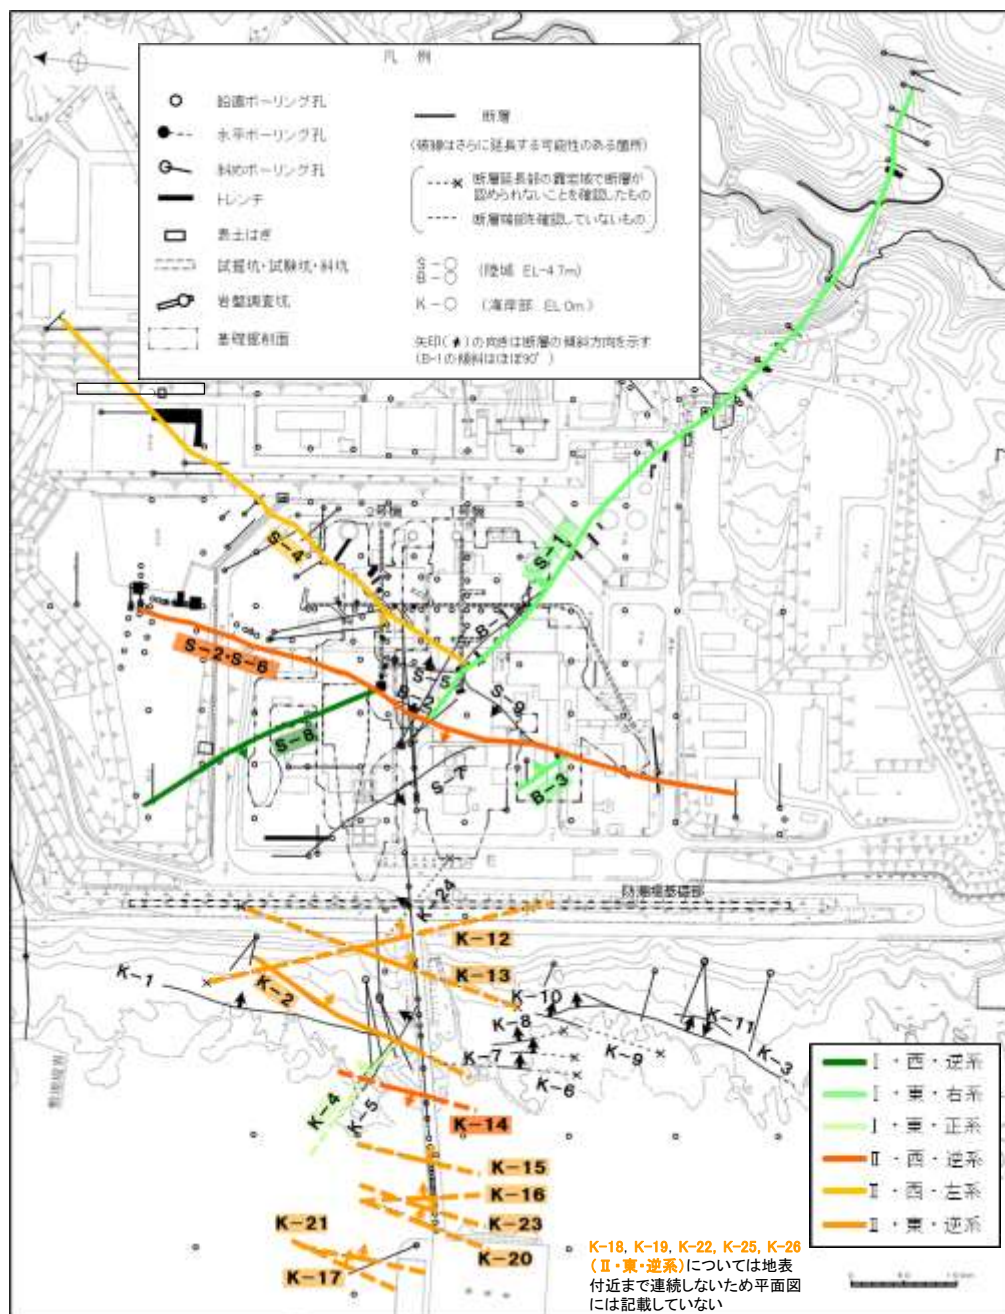 凡 例
鉛直ボーリング孔
水平ボーリング孔
斜めボーリング孔
トレンチ
表土はぎ
試掘坑・試験坑・斜坑
岩盤調査坑
基礎掘削面
断層
(破線はさらに延長する可能性のある箇所)
断層延長部の露岩域で断層が
認められないことを確認したもの
断層端部を確認していないもの
S-○
B-○
(陸域 EL-4.7m)
K-○
(海岸部 EL 0m)
矢印( )の向きは断層の傾斜方向を示す
(B-1の傾斜はほぼ90°)
2号機
1号機
S-4
S-1
B-1
S-2・S-6
S-5
S-9
S-8
S-7
B-3
K-24
防潮堤基礎部
K-12
K-1
K-2
K-13
K-10
K-11
K-8
K-9
K-3
K-7
K-6
敷地境界
K-4
K-5
K-14
K-15
K-16
K-23
K-21
K-20
K-17
Ⅰ・西・逆系
Ⅰ・東・右系
Ⅰ・東・正系
Ⅱ・西・逆系
Ⅱ・西・左系
Ⅱ・東・逆系
K-18, K-19, K-22, K-25, K-26
(Ⅱ・東・逆系)については地表
付近まで連続しないため平面図
には記載していない
0 50 100m